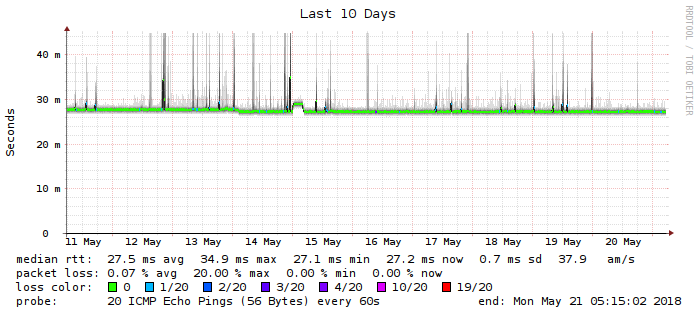 Last 10 Days
RRDTOOL / TOBI OETIKER
Seconds
40 m
30 m
20 m
10 m
0
11 May 12 May 13 May 14 May 15 May 16 May 17 May 18 May 19 May 20 May
median rtt: 27.5 ms avg 34.9 ms max 27.1 ms min 27.2 ms now 0.7 ms sd 37.9 am/s
packet loss: 0.07 % avg 20.00 % max 0.00 % min 0.00 % now
loss color: 0 1/20 2/20 3/20 4/20 10/20 19/20
probe: 20 ICMP Echo Pings (56 Bytes) every 60s end: Mon May 21 05:15:02 2018